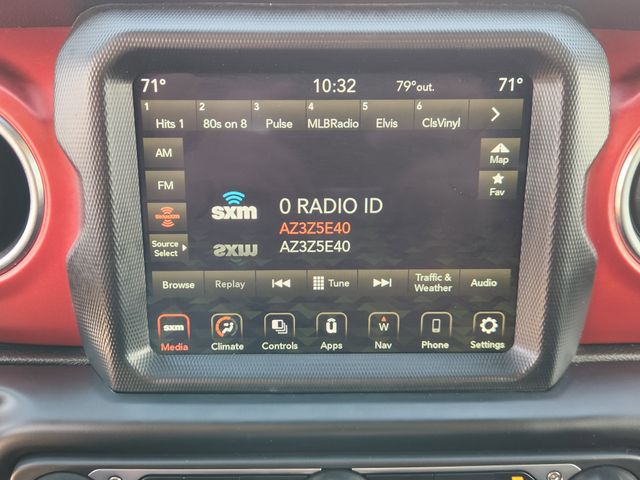 71° 10:32 79°out. 71°
1 2 3 4 5 6
Hits 1 80s on 8 Pulse MLBRadio Elvis ClsVinyl >
AM
Map
FM
Fav
SiriusXM
sxm 0 RADIO ID
AZ3Z5E40
sxm AZ3Z5E40
Source
Select
Browse Replay Tune Traffic & Weather Audio
sxm
Media Climate Controls Apps Nav Phone Settings
W